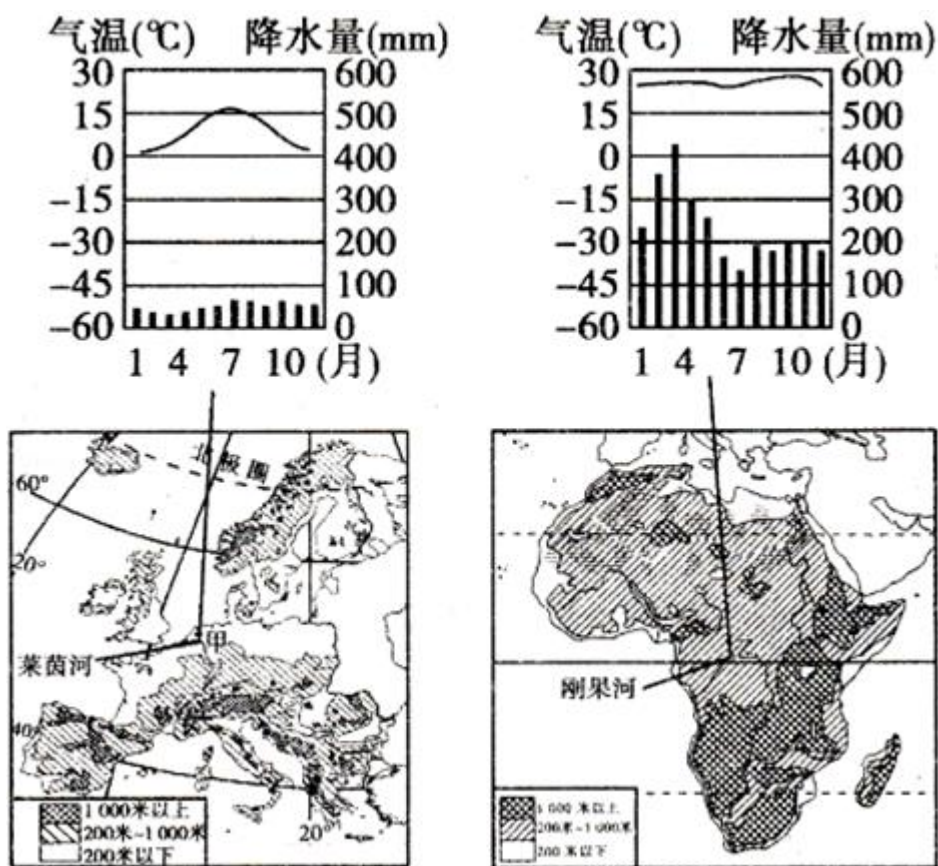 气温(℃) 降水量(mm)
30 600
15 500
0 400
-15 300
-30 200
-45 100
-60 0
1 4 7 10 (月)
气温(℃) 降水量(mm)
30 600
15 500
0 400
-15 300
-30 200
-45 100
-60 0
1 4 7 10 (月)
北极圈
60°
20°
甲
莱茵河
40°
20°
1 000米以上
200米~1 000米
200米以下
乙
刚果河
1 000米以上
200米~1 000米
200米以下